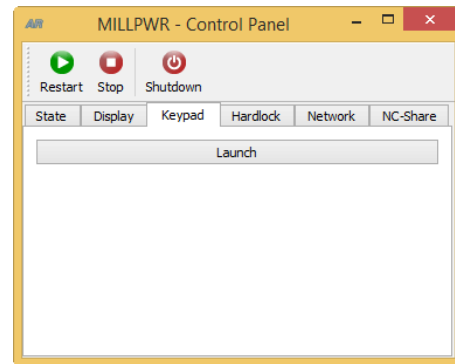 AR MILLPWR - Control Panel
Restart Stop Shutdown
State Display Keypad Hardlock Network NC-Share
Launch